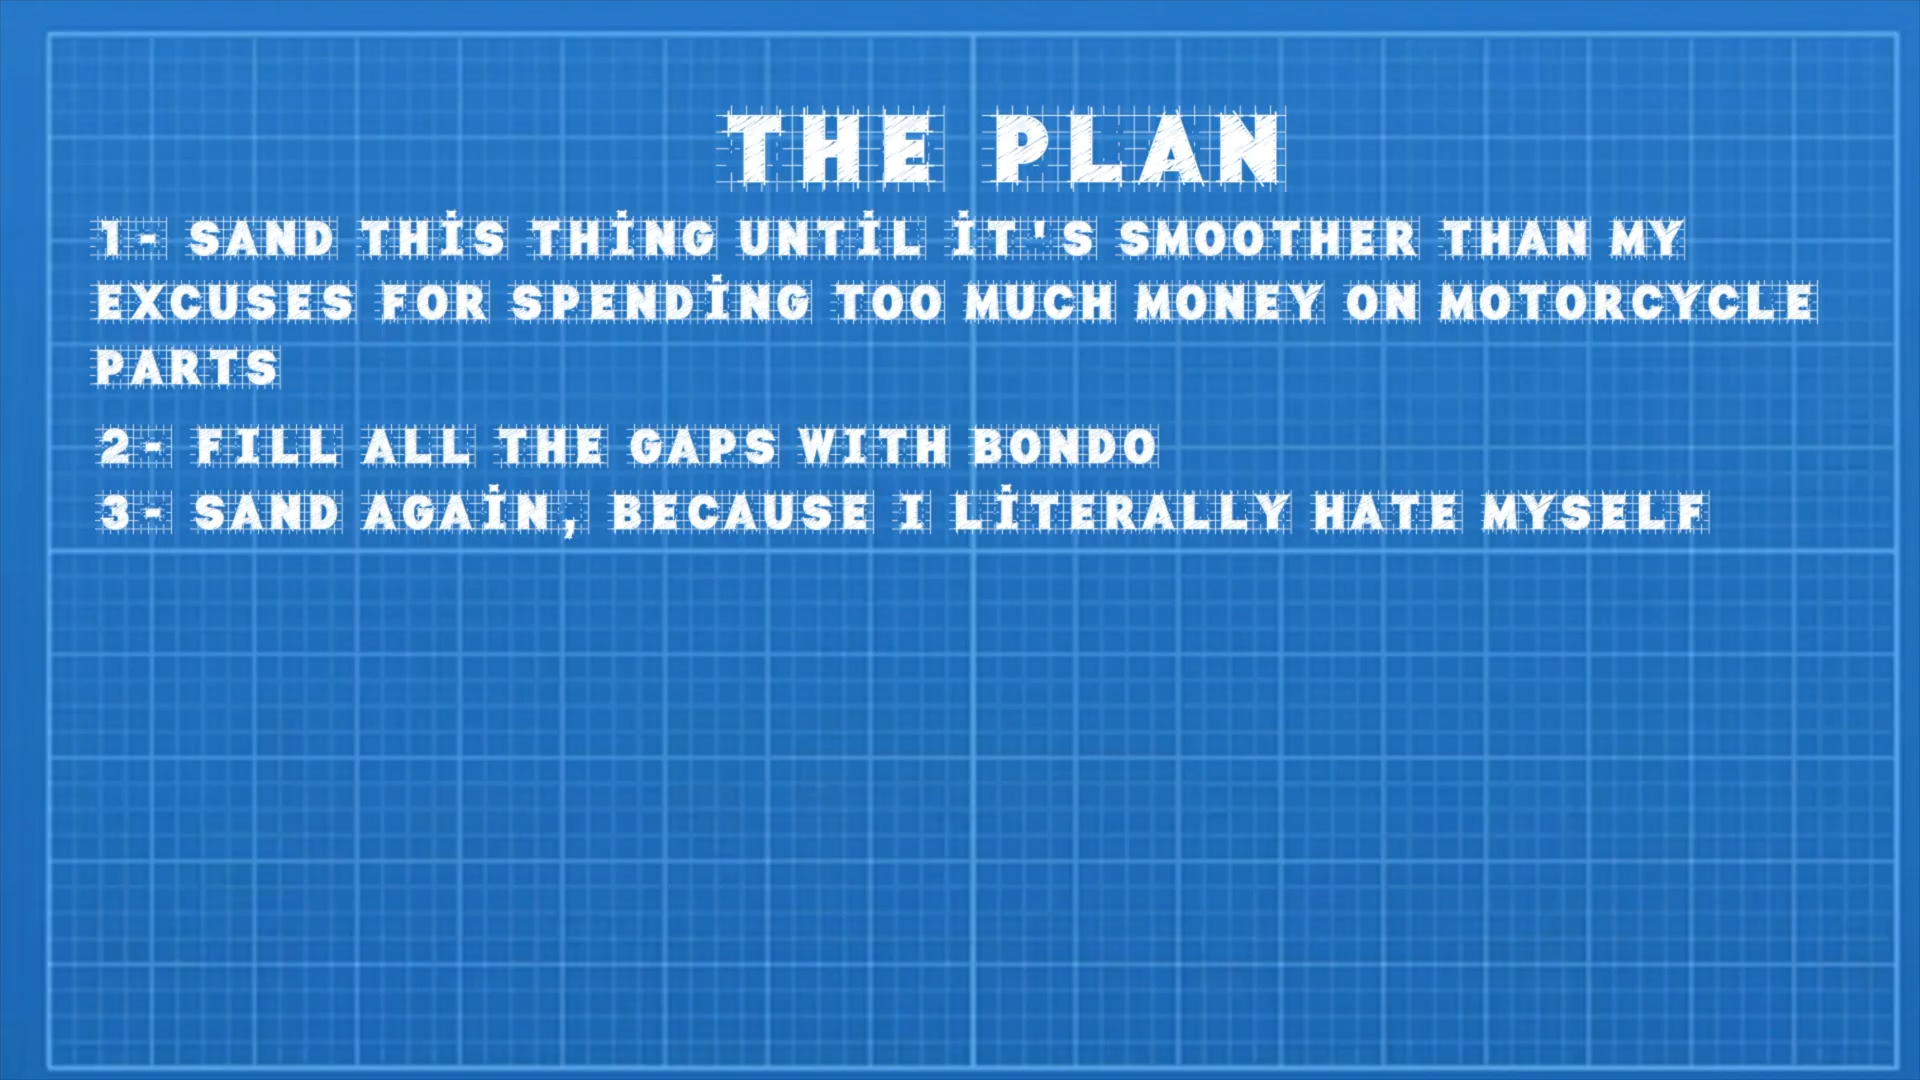 THE PLAN
1- SAND THİS THİNG UNTİL İT'S SMOOTHER THAN MY
EXCUSES FOR SPENDİNG TOO MUCH MONEY ON MOTORCYCLE
PARTS
2- FILL ALL THE GAPS WITH BONDO
3- SAND AGAİN, BECAUSE I LİTERALLY HATE MYSELF